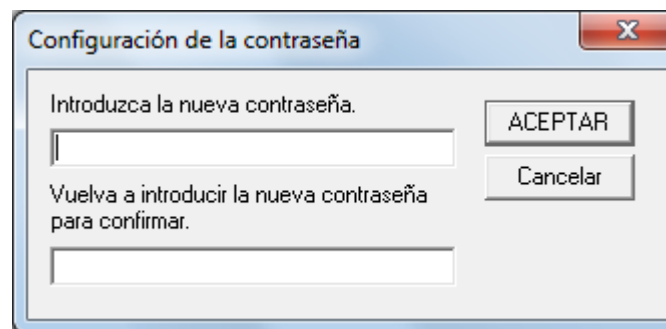 Configuración de la contraseña
Introduzca la nueva contraseña.
ACEPTAR
Cancelar
Vuelva a introducir la nueva contraseña
para confirmar.